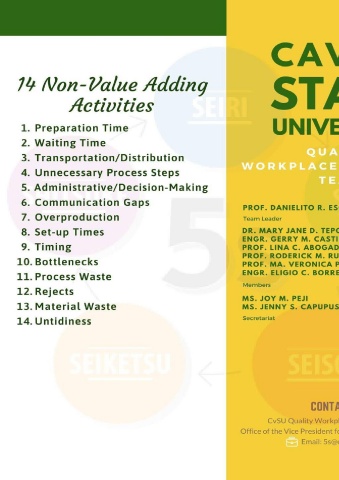 14 Non-Value Adding
Activities
1. Preparation Time
2. Waiting Time
3. Transportation/Distribution
4. Unnecessary Process Steps
5. Administrative/Decision-Making
6. Communication Gaps
7. Overproduction
8. Set-up Times
9. Timing
10. Bottlenecks
11. Process Waste
12. Rejects
13. Material Waste
14. Untidiness
SEIRI
5
SEIKETSU
SEIS
CAV
STA
UNIVE
QUA
WORKPLACE
TE
PROF. DANIELITO R. ES
Team Leader
DR. MARY JANE D. TEPO
ENGR. GERRY M. CASTI
PROF. LINA C. ABOGAD
PROF. RODERICK M. RU
PROF. MA. VERONICA P
ENGR. ELIGIO C. BORRE
Members
MS. JOY M. PEJI
MS. JENNY S. CAPUPUS
Secretariat
CONTA
CvSU Quality Workpl
Office of the Vice President f
Email: 5s@